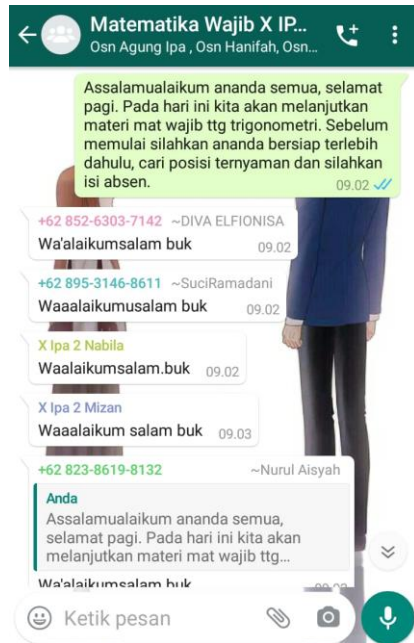 Matematika Wajib X IP...
Osn Agung Ipa , Osn Hanifah, Osn...
Assalamualaikum ananda semua, selamat
pagi. Pada hari ini kita akan melanjutkan
materi mat wajib ttg trigonometri. Sebelum
memulai silahkan ananda bersiap terlebih
dahulu, cari posisi ternyaman dan silahkan
isi absen.
09.02
+62 852-6303-7142 ~DIVA ELFIONISA
Wa'alaikumsalam buk
09.02
+62 895-3146-8611 ~SuciRamadani
Waaalaikumusalam buk
09.02
X Ipa 2 Nabila
Waalaikumsalam.buk
09.02
X Ipa 2 Mizan
Waaalaikum salam buk
09.03
+62 823-8619-8132 ~Nurul Aisyah
Anda
Assalamualaikum ananda semua,
selamat pagi. Pada hari ini kita akan
melanjutkan materi mat wajib ttg...
Wa'alaikumsalam buk
Ketik pesan